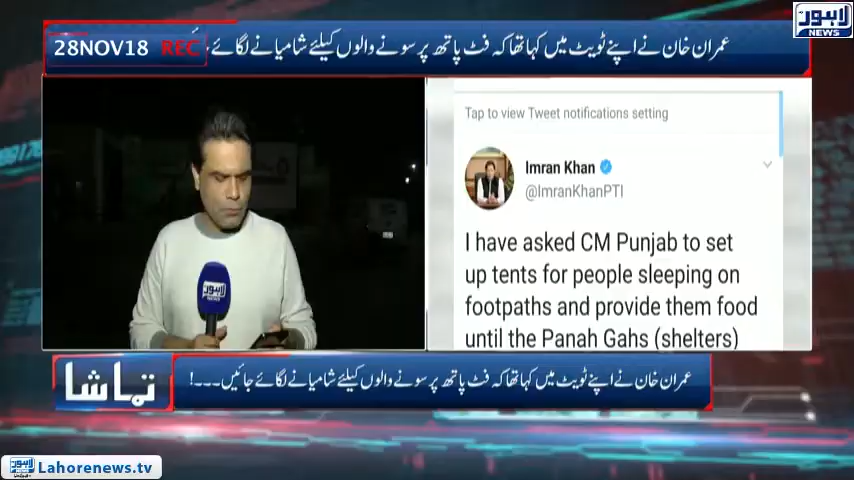 لاہور
NEWS
عمران خان نے اپنے ٹویٹ میں کہا تھا کہ فٹ پاتھ پر سونے والوں کیلئے شامیانے لگائے
28NOV18 REC
Tap to view Tweet notifications setting
Imran Khan
@ImranKhanPTI
I have asked CM Punjab to set
up tents for people sleeping on
footpaths and provide them food
until the Panah Gahs (shelters)
لاہور
NEWS
تماشا
عمران خان نے اپنے ٹویٹ میں کہا تھا کہ فٹ پاتھ پر سونے والوں کیلئے شامیانے لگائے جائیں ۔۔۔!
Lahorenews.tv